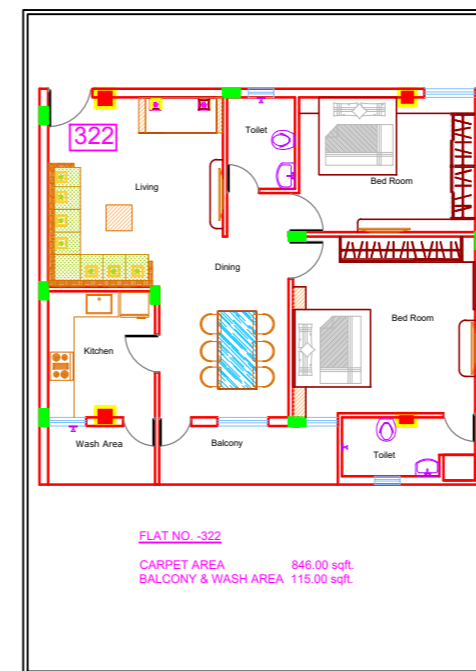 322
Toilet
Living
Bed Room
Dining
Bed Room
Kitchen
Wash Area
Balcony
Toilet
FLAT NO. -322
CARPET AREA 846.00 sqft.
BALCONY & WASH AREA 115.00 sqft.